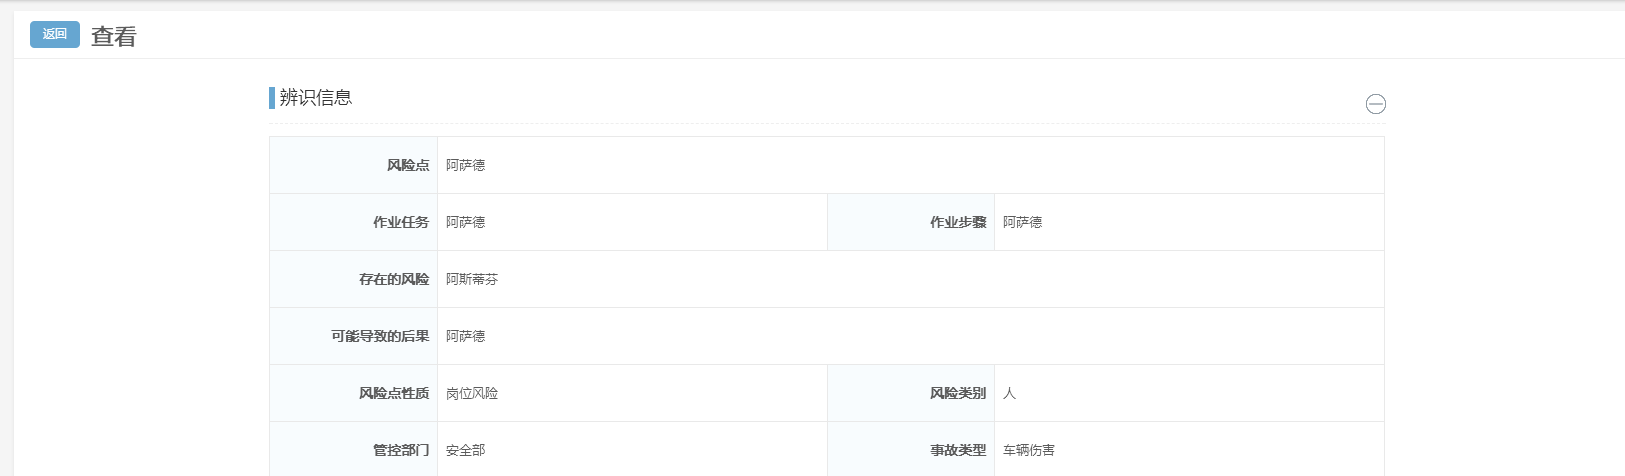 返回 查看
辨识信息
风险点 阿萨德
作业任务 阿萨德 作业步骤 阿萨德
存在的风险 阿斯蒂芬
可能导致的后果 阿萨德
风险点性质 岗位风险 风险类别 人
管控部门 安全部 事故类型 车辆伤害